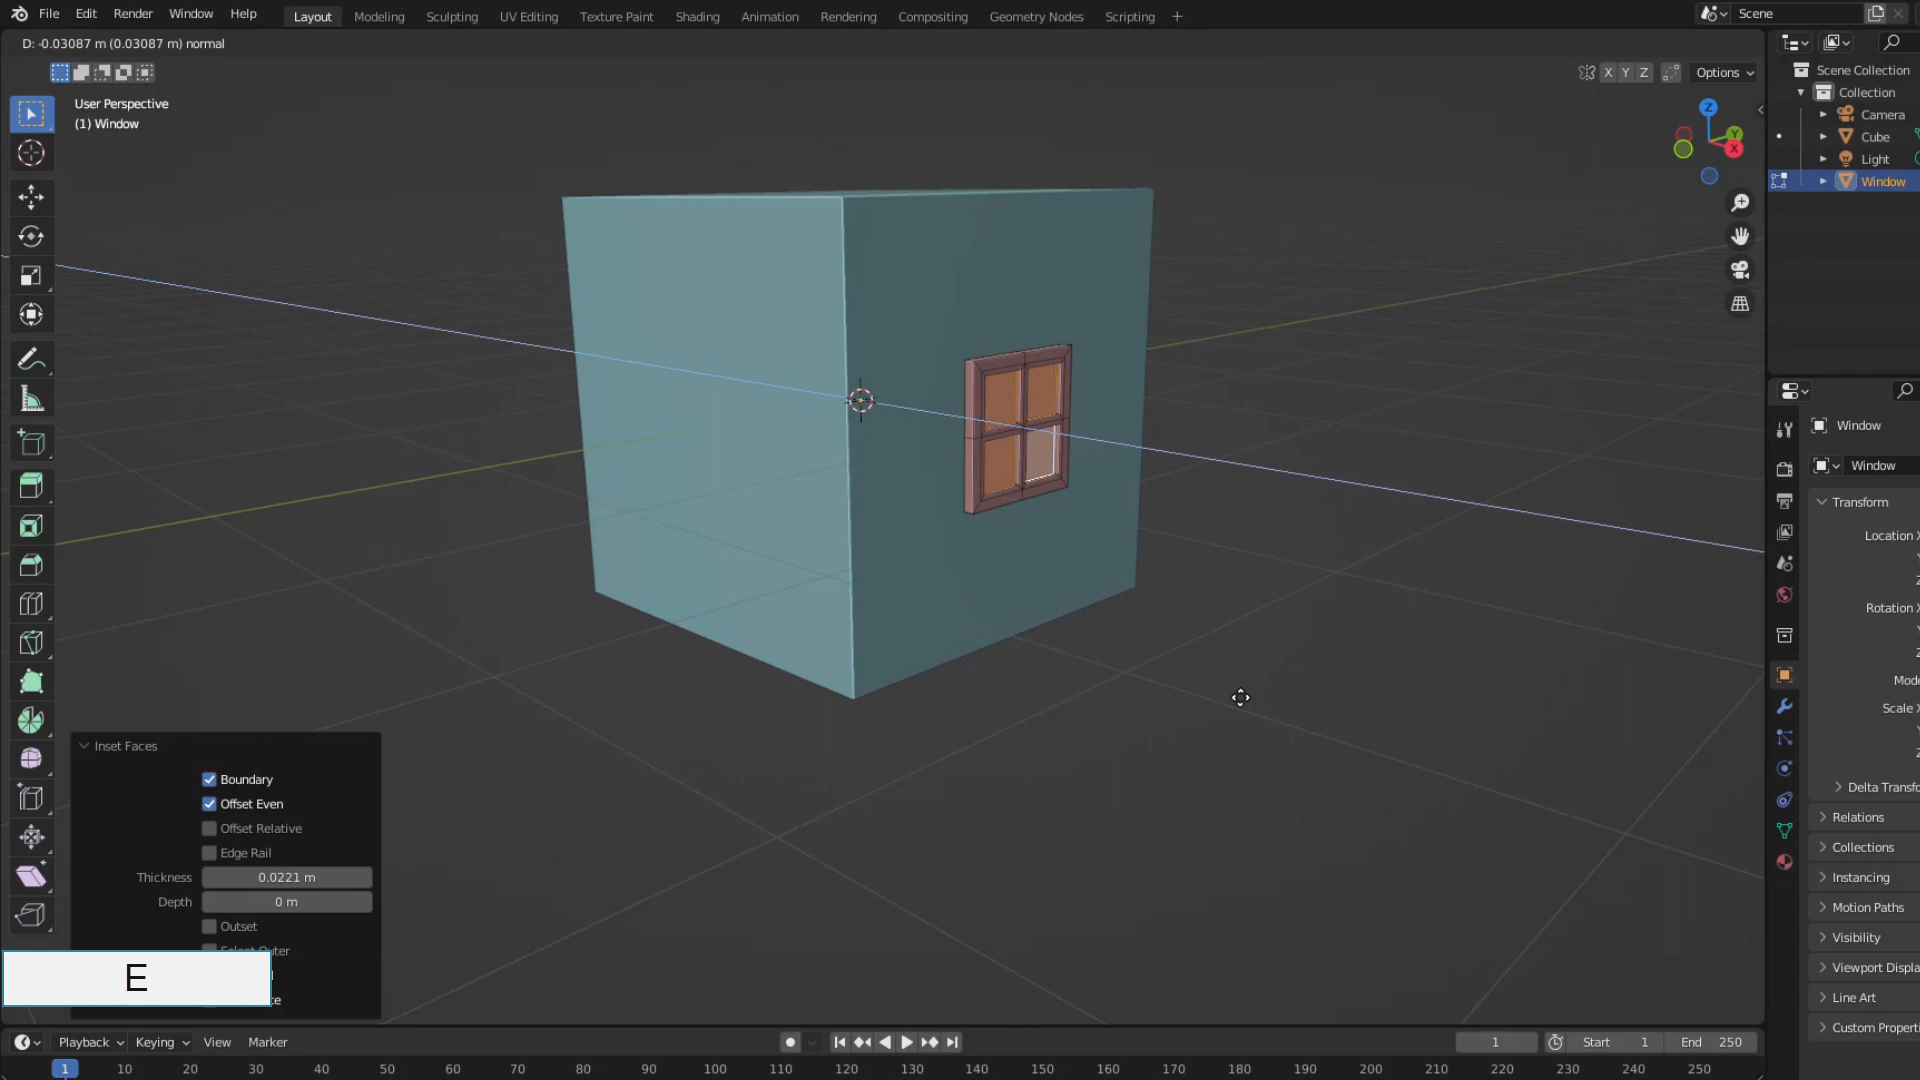 File Edit Render Window Help
Layout Modeling Sculpting UV Editing Texture Paint Shading Animation Rendering Compositing Geometry Nodes Scripting +
Scene
D: -0.03087 m (0.03087 m) normal
X Y Z Options
User Perspective
(1) Window
Z
Y
X
Scene Collection
Collection
Camera
Cube
Light
Window
Window
Window
Transform
Location X
Y
Z
Rotation X
Y
Z
Mode
Scale X
Y
Z
Delta Transfo
Relations
Collections
Instancing
Motion Paths
Visibility
Viewport Displa
Line Art
Custom Properti
Inset Faces
Boundary
Offset Even
Offset Relative
Edge Rail
Thickness 0.0221 m
Depth 0 m
Outset
Select Outer
E
te
Playback Keying View Marker
1 Start 1 End 250
1 10 20 30 40 50 60 70 80 90 100 110 120 130 140 150 160 170 180 190 200 210 220 230 240 250